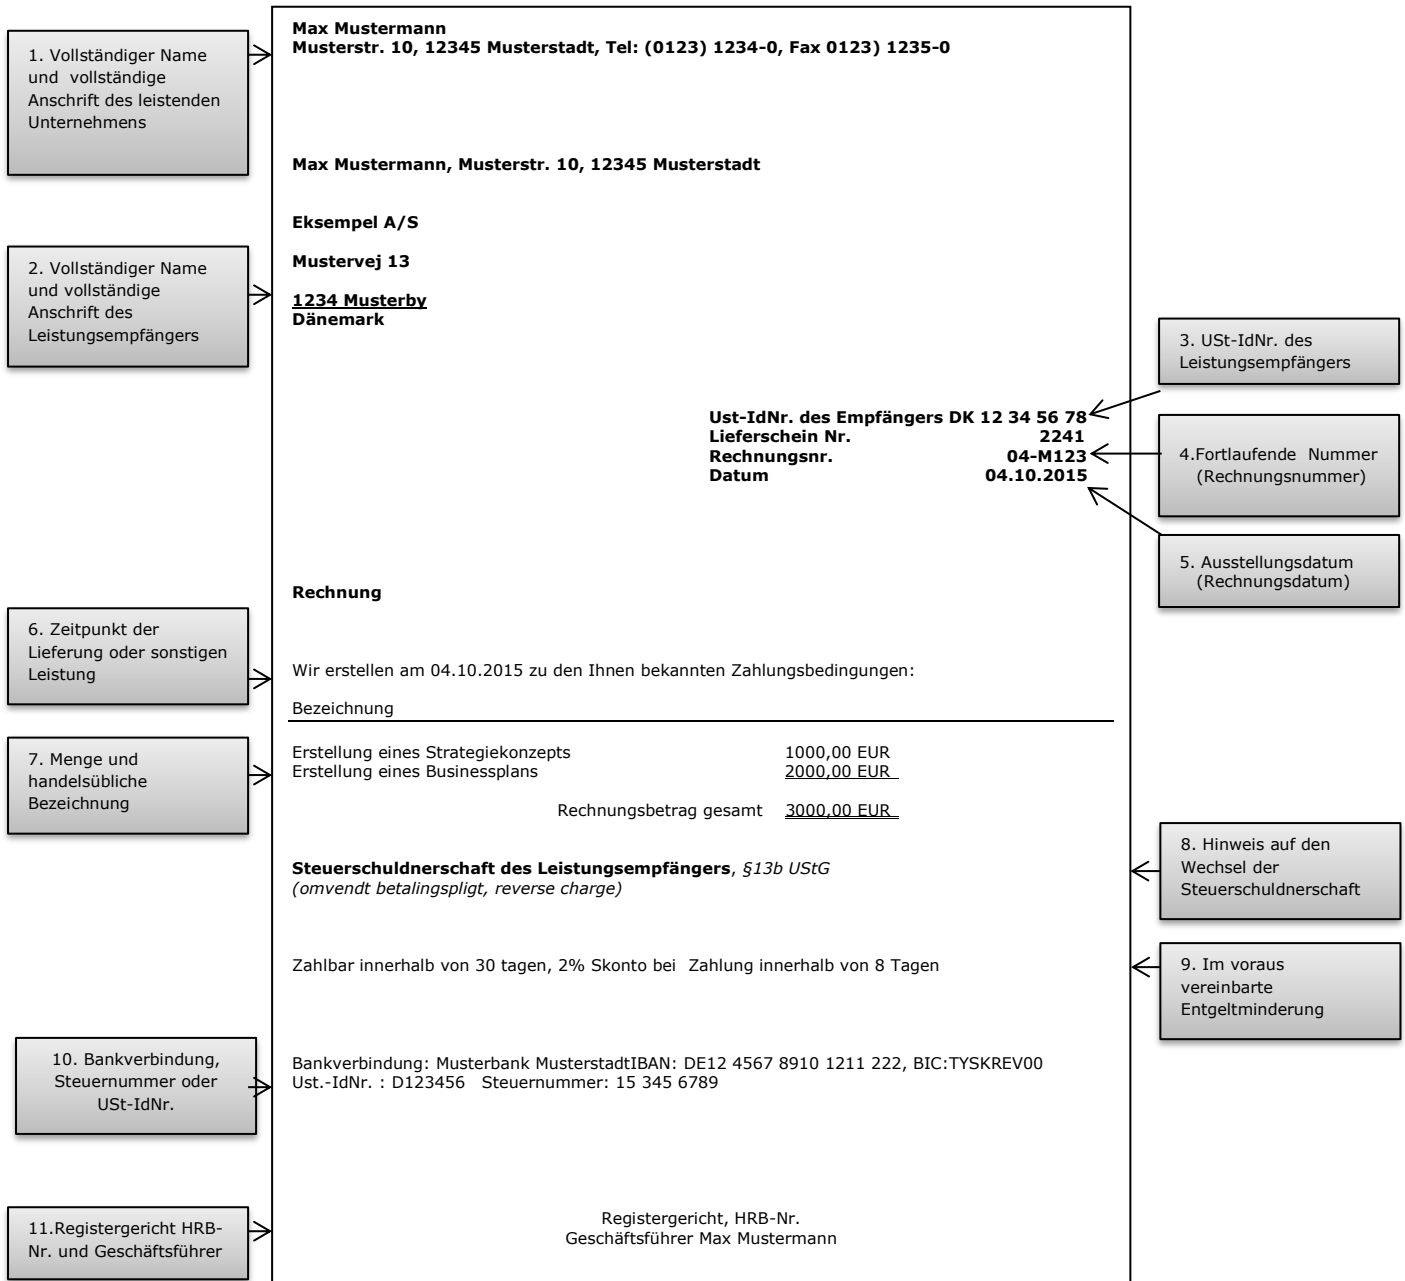 Max Mustermann
Musterstr. 10, 12345 Musterstadt, Tel: (0123) 1234-0, Fax 0123) 1235-0
1. Vollständiger Name
und vollständige
Anschrift des leistenden
Unternehmens
Max Mustermann, Musterstr. 10, 12345 Musterstadt
Eksempel A/S
Mustervej 13
1234 Musterby
Dänemark
2. Vollständiger Name
und vollständige
Anschrift des
Leistungsempfängers
3. USt-IdNr. des
Leistungsempfängers
Ust-IdNr. des Empfängers DK 12 34 56 78
Lieferschein Nr. 2241
Rechnungsnr. 04-M123
Datum 04.10.2015
4.Fortlaufende Nummer
(Rechnungsnummer)
5. Ausstellungsdatum
(Rechnungsdatum)
Rechnung
6. Zeitpunkt der
Lieferung oder sonstigen
Leistung
Wir erstellen am 04.10.2015 zu den Ihnen bekannten Zahlungsbedingungen:
Bezeichnung
7. Menge und
handelsübliche
Bezeichnung
Erstellung eines Strategiekonzepts 1000,00 EUR
Erstellung eines Businessplans 2000,00 EUR
Rechnungsbetrag gesamt 3000,00 EUR
8. Hinweis auf den
Wechsel der
Steuerschuldnerschaft
Steuerschuldnerschaft des Leistungsempfängers, §13b UStG
(omvendt betalingspligt, reverse charge)
Zahlbar innerhalb von 30 tagen, 2% Skonto bei Zahlung innerhalb von 8 Tagen
9. Im voraus
vereinbarte
Entgeltminderung
10. Bankverbindung,
Steuernummer oder
USt-IdNr.
Bankverbindung: Musterbank MusterstadtIBAN: DE12 4567 8910 1211 222, BIC:TYSKREV00
Ust.-IdNr. : D123456 Steuernummer: 15 345 6789
11.Registergericht HRB-
Nr. und Geschäftsführer
Registergericht, HRB-Nr.
Geschäftsführer Max Mustermann